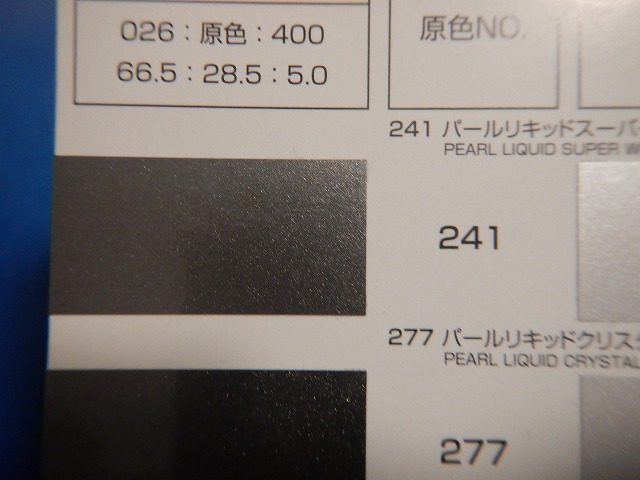 026：原色：400
66.5：28.5：5.0
原色NO.
241 パールリキッドスーパー
PEARL LIQUID SUPER
241
277 パールリキッドクリス
PEARL LIQUID CRYSTAL
277